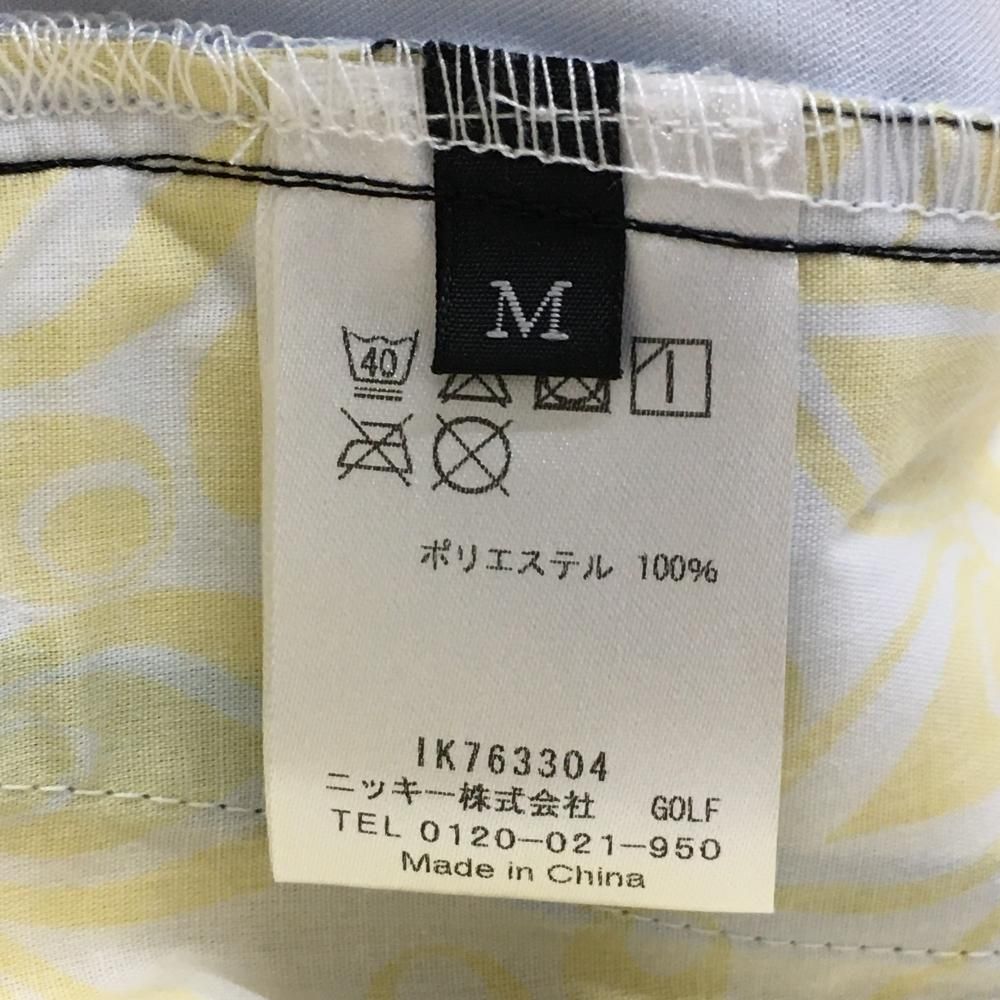 M
40
ポリエステル 100%
IK763304
ニッキー株式会社 GOLF
TEL 0120-021-950
Made in China